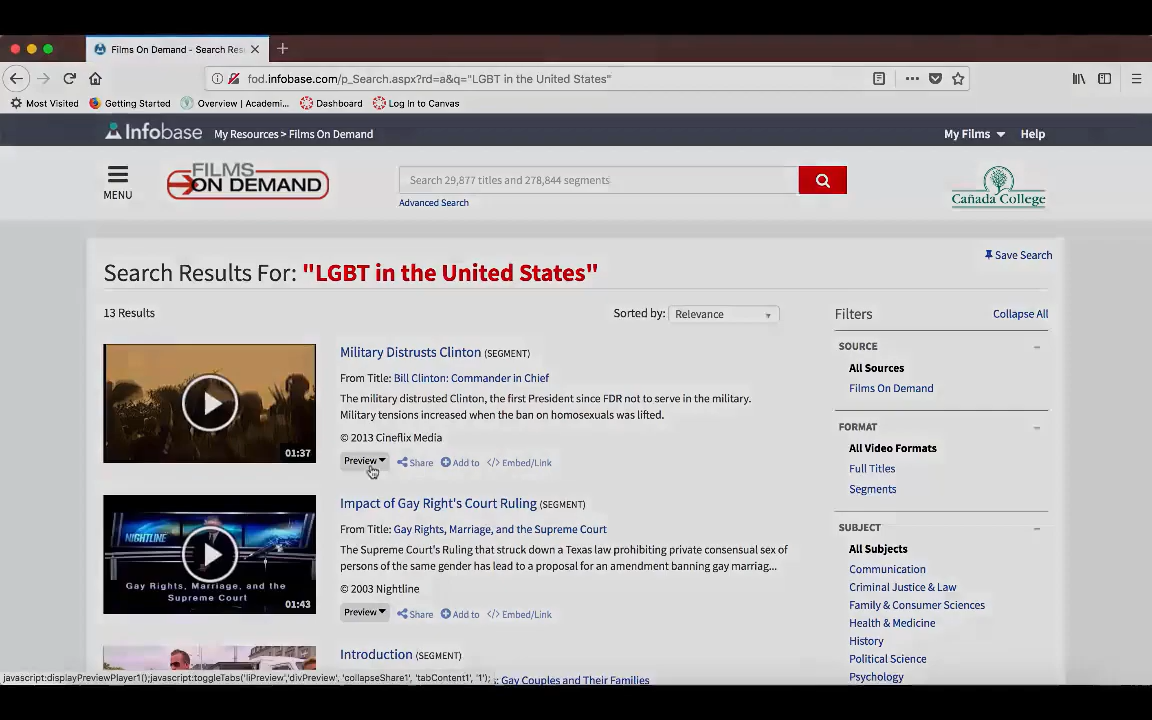 Films On Demand - Search Res
fod.infobase.com/p_Search.aspx?rd=a&q="LGBT in the United States"
Most Visited
Getting Started
Overview | Academi...
Dashboard
Log In to Canvas
Infobase
My Resources > Films On Demand
My Films
Help
MENU
FILMS
ON DEMAND
Search 29,877 titles and 278,844 segments
Advanced Search
Cañada College
Save Search
Search Results For: "LGBT in the United States"
13 Results
Sorted by: Relevance
Filters
Collapse All
SOURCE
All Sources
Films On Demand
FORMAT
All Video Formats
Full Titles
Segments
SUBJECT
All Subjects
Communication
Criminal Justice & Law
Family & Consumer Sciences
Health & Medicine
History
Political Science
Psychology
01:37
Military Distrusts Clinton (SEGMENT)
From Title: Bill Clinton: Commander in Chief
The military distrusted Clinton, the first President since FDR not to serve in the military.
Military tensions increased when the ban on homosexuals was lifted.
© 2013 Cineflix Media
Preview
Share
Add to
</> Embed/Link
NIGHTLINE
Gay Rights, Marriage, and the
Supreme Court
01:43
Impact of Gay Right's Court Ruling (SEGMENT)
From Title: Gay Rights, Marriage, and the Supreme Court
The Supreme Court's Ruling that struck down a Texas law prohibiting private consensual sex of
persons of the same gender has lead to a proposal for an amendment banning gay marriag...
© 2003 Nightline
Preview
Share
Add to
</> Embed/Link
Introduction (SEGMENT)
: Gay Couples and Their Families
javascript:displayPreviewPlayer1();javascript:toggleTabs('liPreview','divPreview', 'collapseShare1', 'tabContent1', '1');